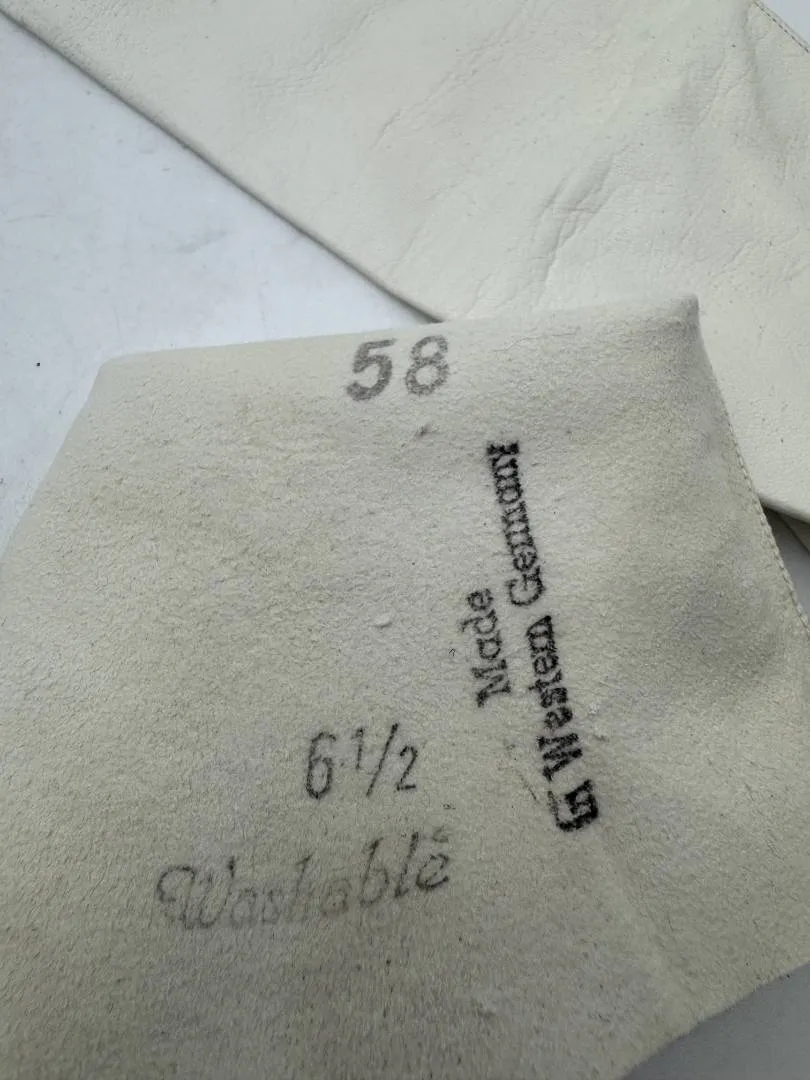 58
Made
In Western Germany
6 1/2
Washable